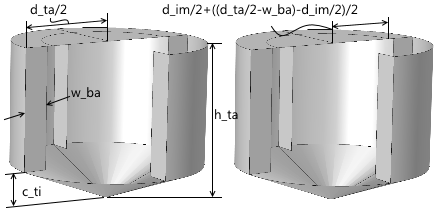 d_ta/2
d_im/2+((d_ta/2-w_ba)-d_im/2)/2
w_ba
h_ta
c_ti